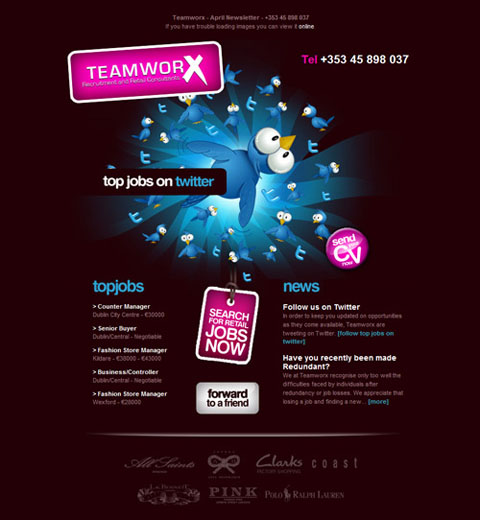 Teamworx - April Newsletter - +353 45 898 037
If you have trouble loading images you can view it online
TEAMWORX
Recruitment and Retail Consultants
Tel +353 45 898 037
top jobs on twitter
send
CV
now
topjobs
> Counter Manager
Dublin City Centre - €30000
> Senior Buyer
Dublin/Central - Negotiable
> Fashion Store Manager
Kildare - €38000 - €43000
> Business/Controller
Dublin/Central - Negotiable
> Fashion Store Manager
Wexford - €28000
SEARCH
FOR RETAIL
JOBS
NOW
forward
to a friend
news
Follow us on Twitter
In order to keep you updated on opportunities
as they come available, Teamworx are
tweeting on Twitter. [follow top jobs on
twitter]
Have you recently been made
Redundant?
We at Teamworx recognise only too well the
difficulties faced by individuals after
redundancy or job losses. We appreciate that
losing a job and finding a new... [more]
All Saints
Clarks
FACTORY SHOPPING
coast
PINK
POLO RALPH LAUREN